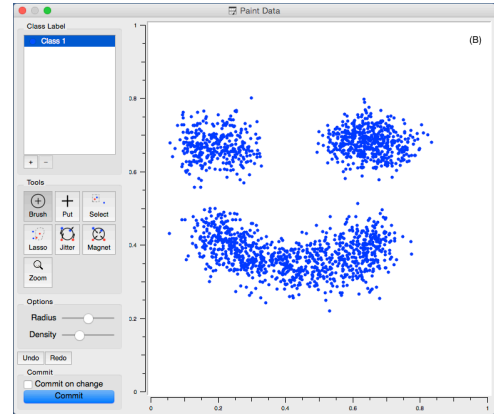 Paint Data
Class Label
Class 1
+ −
Tools
Brush Put Select
Lasso Jitter Magnet
Zoom
Options
Radius
Density
Undo Redo
Commit
Commit on change
Commit
(B)
1
0.8
0.6
0.4
0.2
0
0 0.2 0.4 0.6 0.8 1